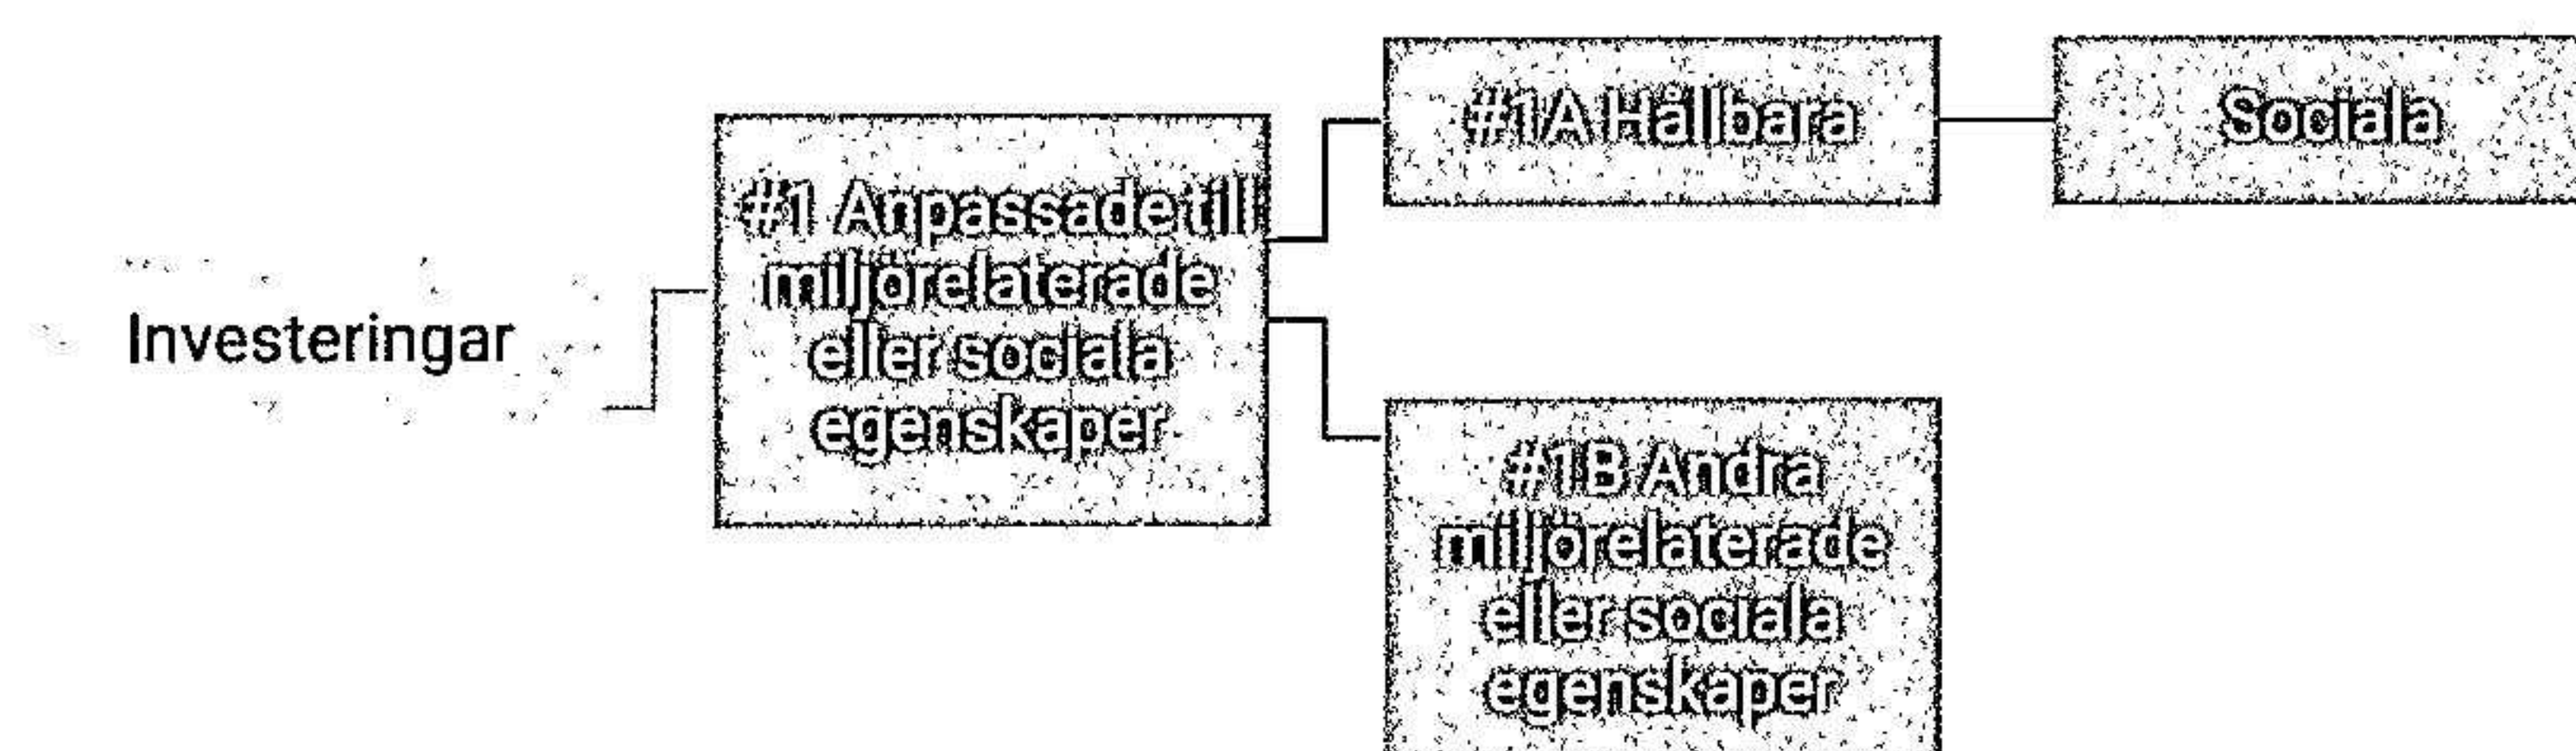 Investeringar
#1 Anpassade till
miljörelaterade
eller sociala
egenskaper
#1A Hållbara
Sociala
#1B Andra
miljörelaterade
eller sociala
egenskaper